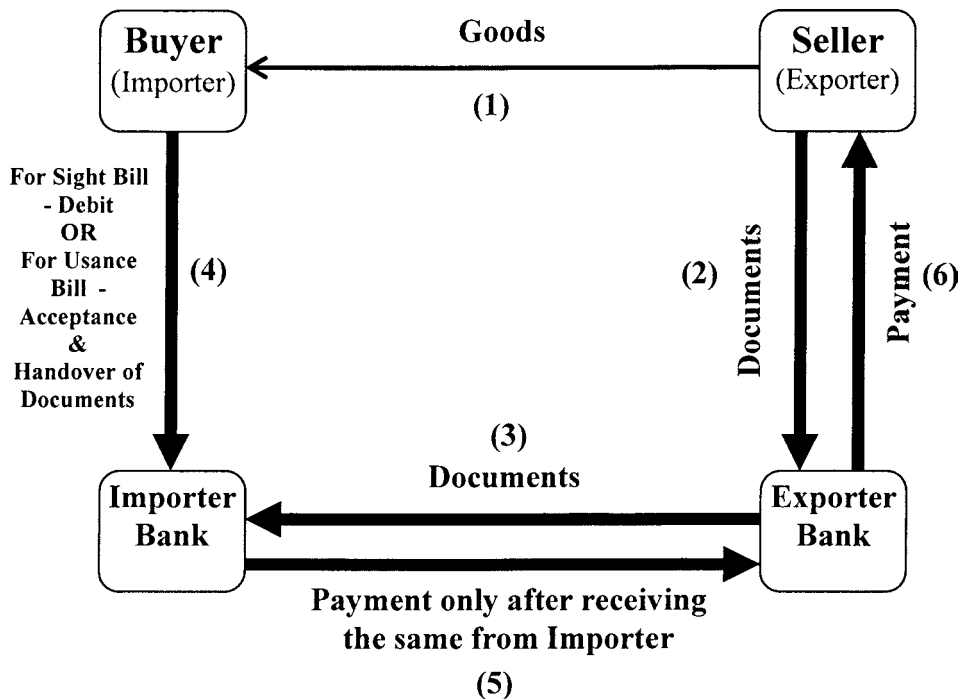 Buyer
(Importer)
Goods
(1)
Seller
(Exporter)
For Sight Bill
- Debit
OR
For Usance
Bill -
Acceptance
&
Handover of
Documents
(4)
(2)
Documents
Payment
(6)
(3)
Documents
Importer
Bank
Exporter
Bank
Payment only after receiving
the same from Importer
(5)